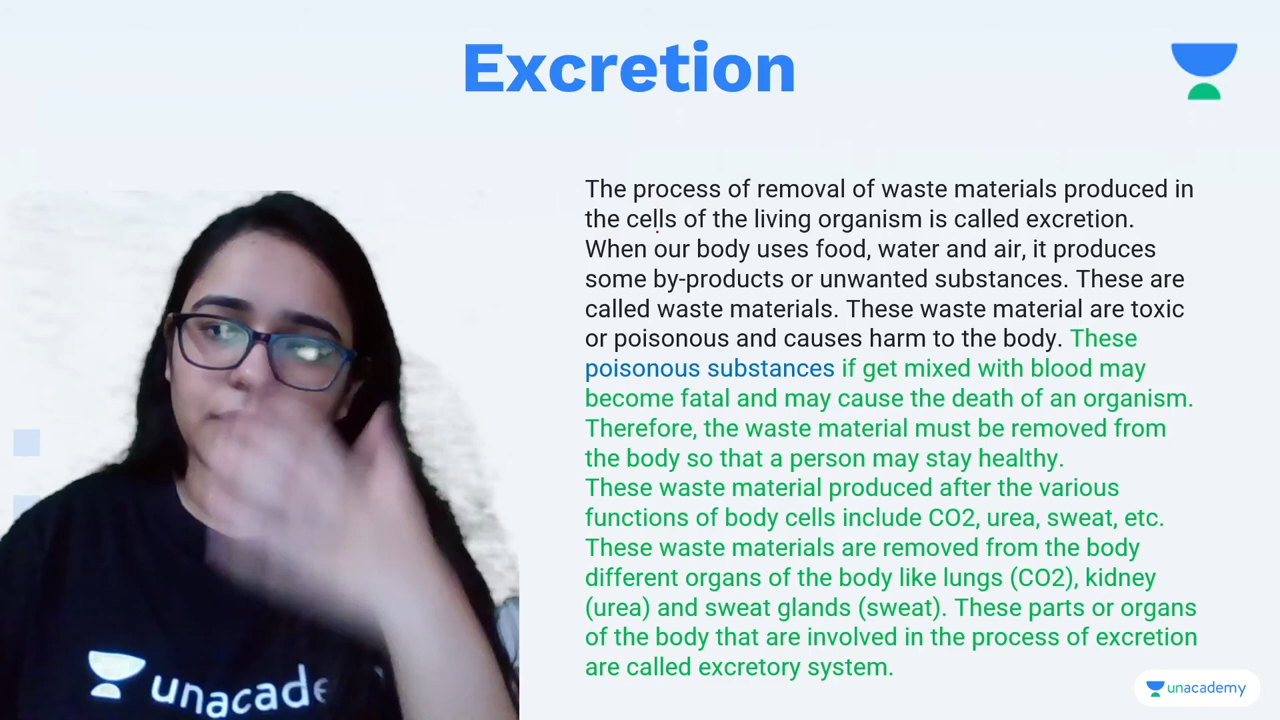 Excretion
The process of removal of waste materials produced in
the cells of the living organism is called excretion.
When our body uses food, water and air, it produces
some by-products or unwanted substances. These are
called waste materials. These waste material are toxic
or poisonous and causes harm to the body. These
poisonous substances if get mixed with blood may
become fatal and may cause the death of an organism.
Therefore, the waste material must be removed from
the body so that a person may stay healthy.
These waste material produced after the various
functions of body cells include CO2, urea, sweat, etc.
These waste materials are removed from the body
different organs of the body like lungs (CO2), kidney
(urea) and sweat glands (sweat). These parts or organs
of the body that are involved in the process of excretion
are called excretory system.
unacade
unacademy